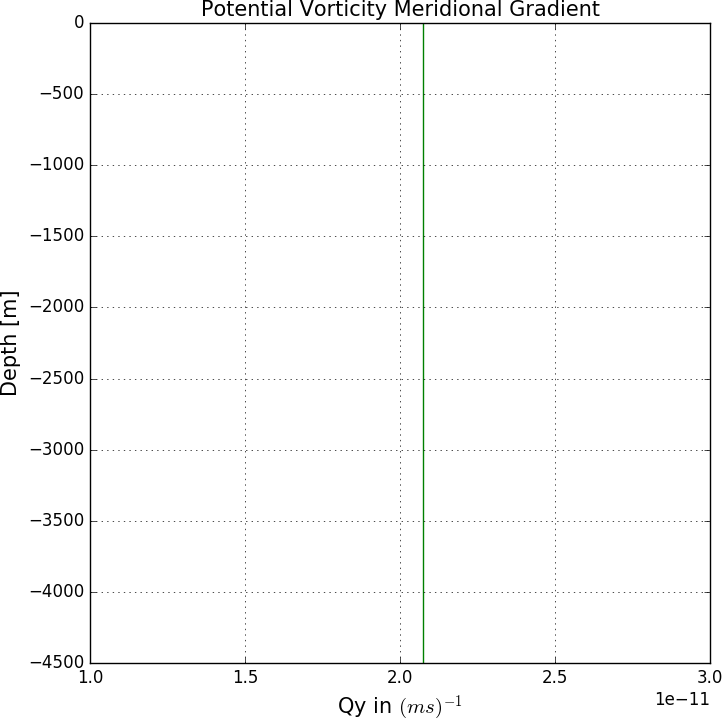 Potential Vorticity Meridional Gradient
0
−500
−1000
−1500
−2000
−2500
−3000
−3500
−4000
−4500
Depth [m]
1.0 1.5 2.0 2.5 3.0
1e−11
Qy in (ms)⁻¹